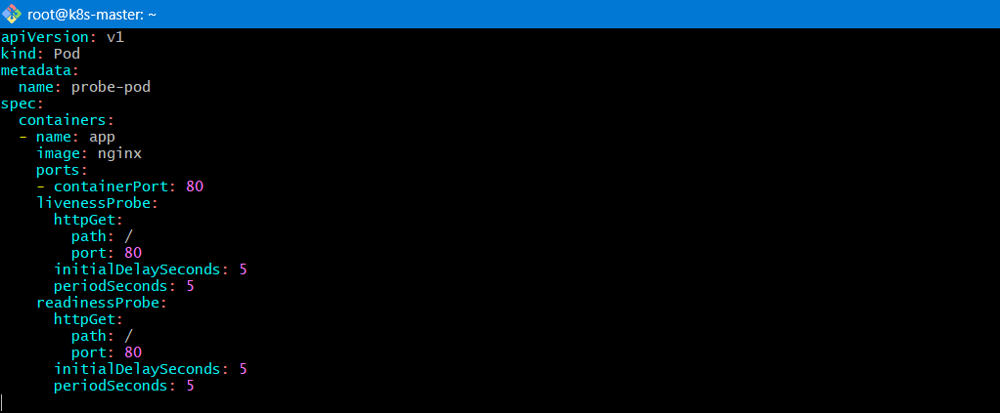 root@k8s-master: ~
apiVersion: v1
kind: Pod
metadata:
  name: probe-pod
spec:
  containers:
  - name: app
    image: nginx
    ports:
    - containerPort: 80
    livenessProbe:
      httpGet:
        path: /
        port: 80
      initialDelaySeconds: 5
      periodSeconds: 5
    readinessProbe:
      httpGet:
        path: /
        port: 80
      initialDelaySeconds: 5
      periodSeconds: 5